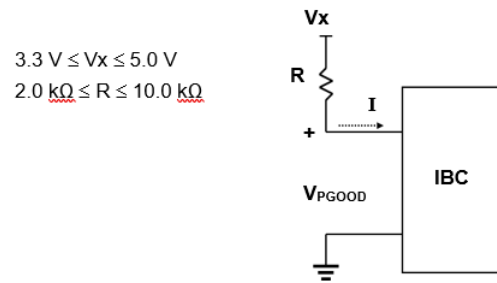 Vx
3.3 V ≤ Vx ≤ 5.0 V
2.0 kΩ ≤ R ≤ 10.0 kΩ
R
I
+
VPGOOD
IBC